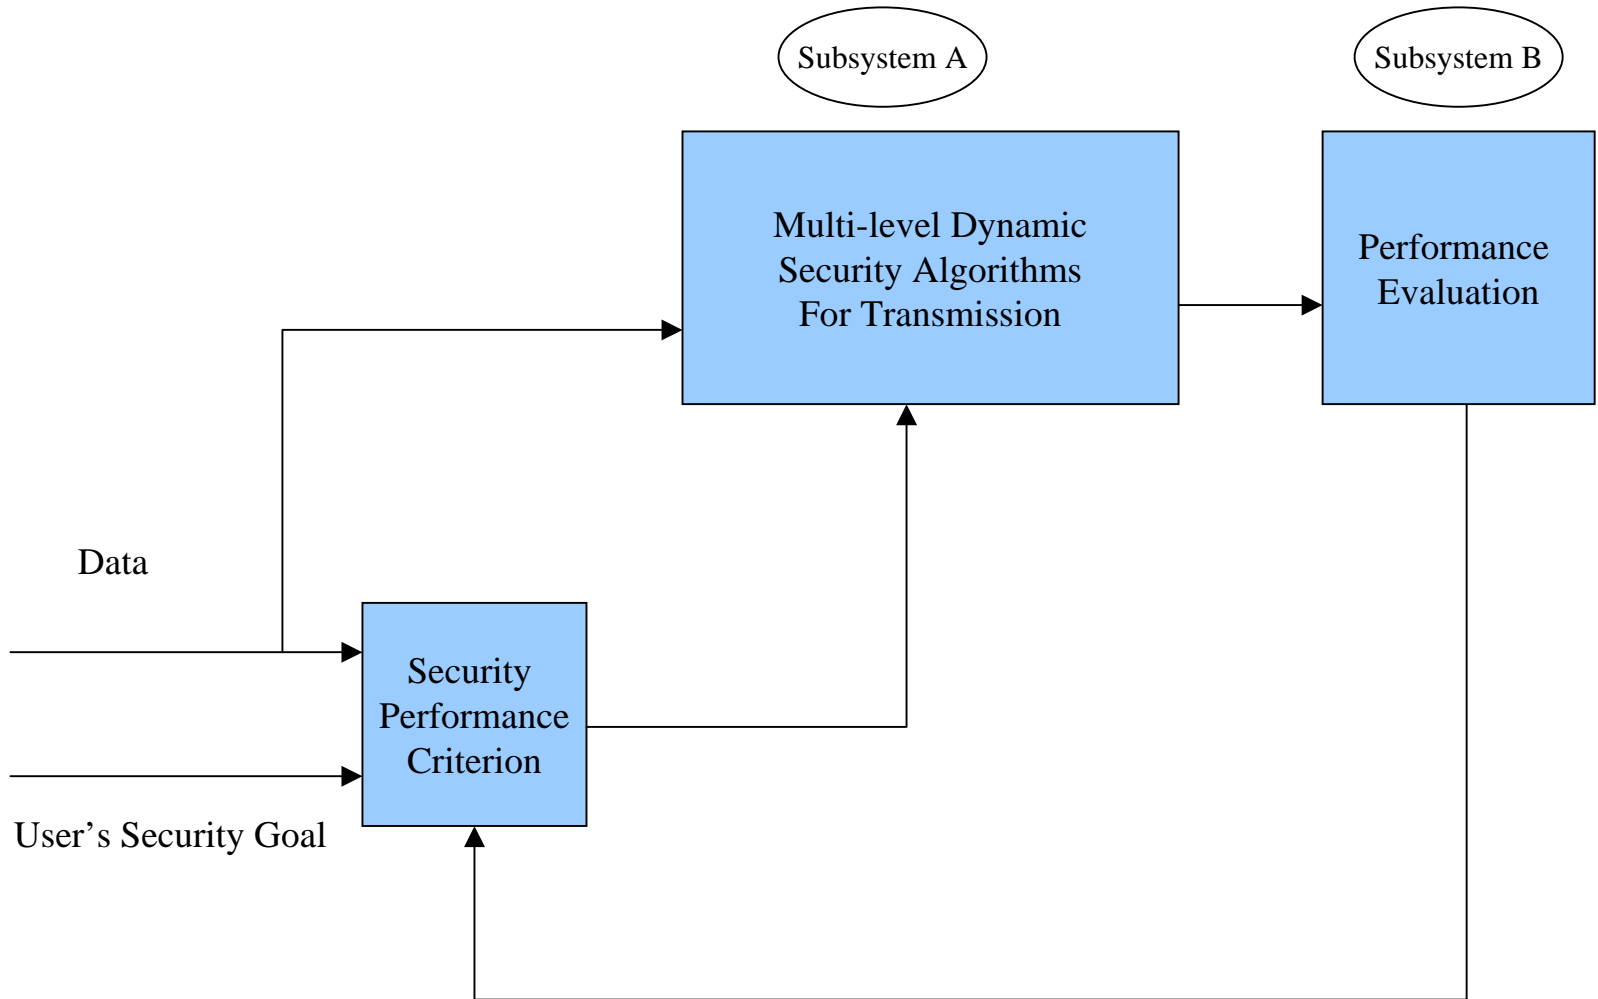 Subsystem A
Subsystem B
Multi-level Dynamic
Security Algorithms
For Transmission
Performance
Evaluation
Data
Security
Performance
Criterion
User’s Security Goal